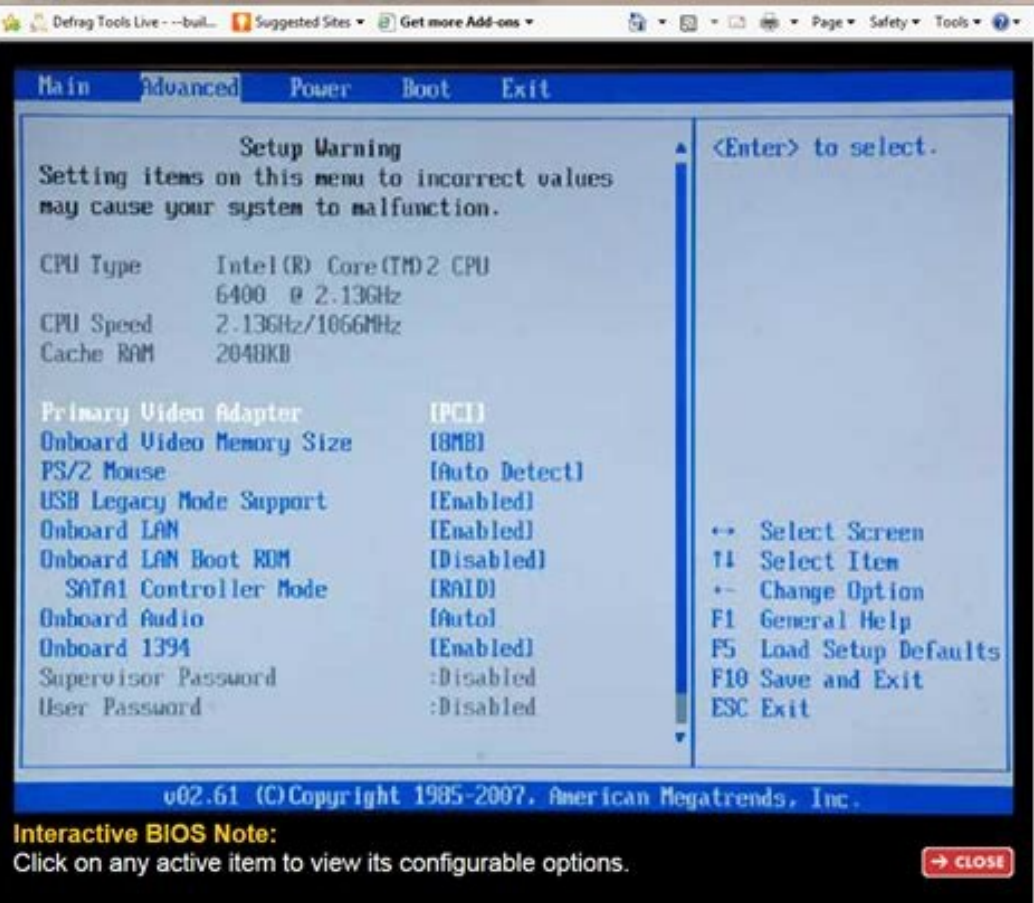 Defrag Tools Live - --buil... Suggested Sites Get more Add-ons Page Safety Tools
Main Advanced Power Boot Exit
Setup Warning
Setting items on this menu to incorrect values
may cause your system to malfunction.
CPU Type Intel(R) Core(TM)2 CPU
6400 @ 2.13GHz
CPU Speed 2.13GHz/1066MHz
Cache RAM 2048KB
Primary Video Adapter [PCI]
Onboard Video Memory Size [8MB]
PS/2 Mouse [Auto Detect]
USB Legacy Mode Support [Enabled]
Onboard LAN [Enabled]
Onboard LAN Boot ROM [Disabled]
SATA1 Controller Mode [RAID]
Onboard Audio [Auto]
Onboard 1394 [Enabled]
Supervisor Password :Disabled
User Password :Disabled
<Enter> to select.
↔ Select Screen
↑↓ Select Item
+- Change Option
F1 General Help
F5 Load Setup Defaults
F10 Save and Exit
ESC Exit
v02.61 (C)Copyright 1985-2007, American Megatrends, Inc.
Interactive BIOS Note:
Click on any active item to view its configurable options.
→ CLOSE